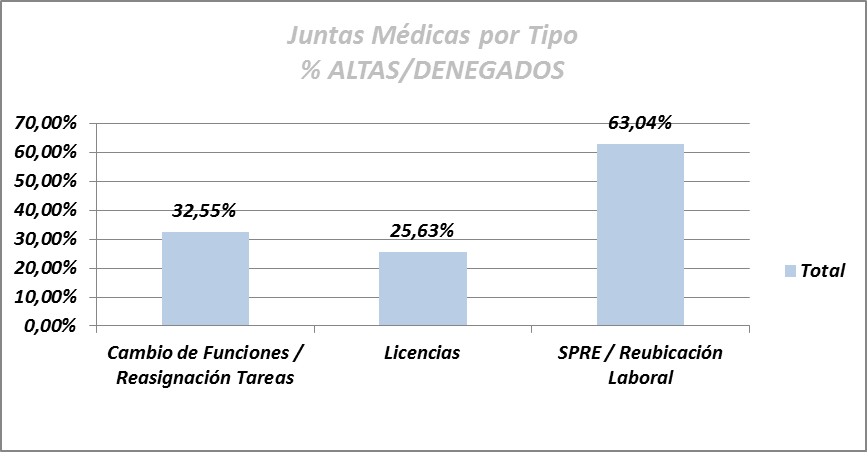 Juntas Médicas por Tipo
% ALTAS/DENEGADOS
70,00%
60,00%
50,00%
40,00%
30,00%
20,00%
10,00%
0,00%
32,55%
25,63%
63,04%
Cambio de Funciones /
Reasignación Tareas
Licencias
SPRE / Reubicación
Laboral
Total